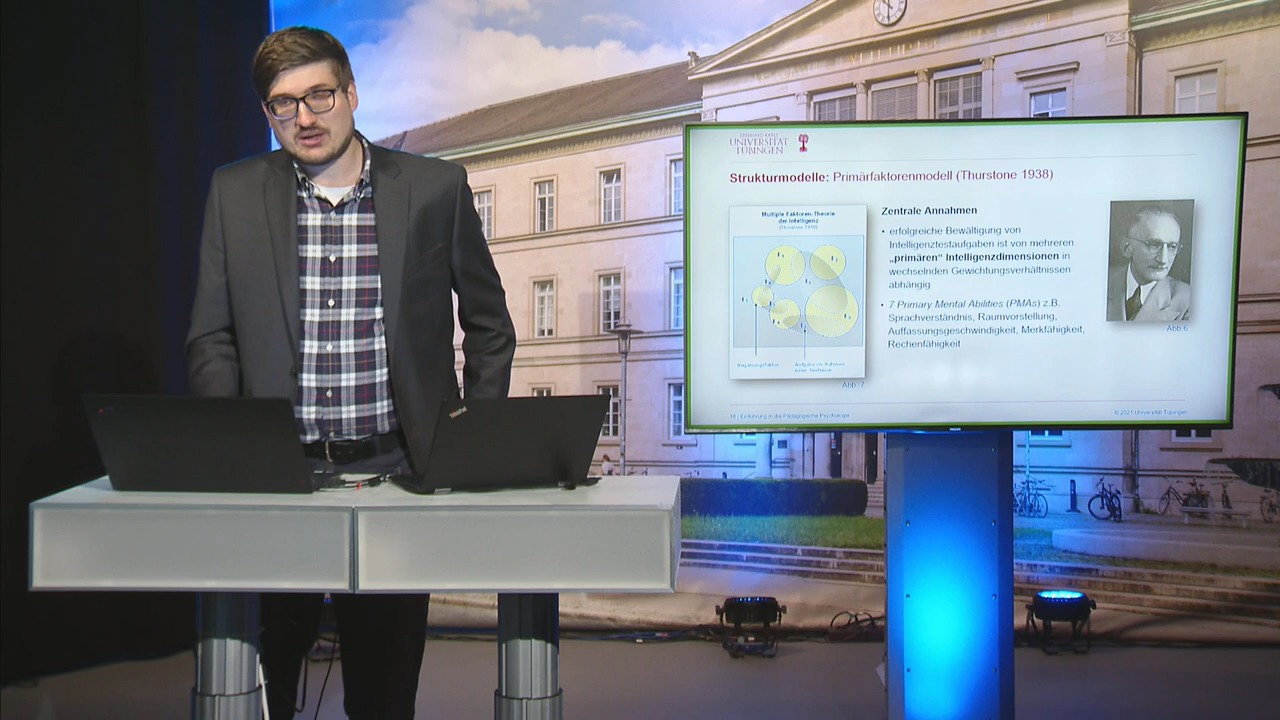 EBERHARD KARLS
UNIVERSITÄT
TÜBINGEN
Strukturmodelle: Primärfaktorenmodell (Thurstone 1938)
Multiple Faktoren-Theorie
der Intelligenz
(Thurstone 1938)
Abb. 7
Zentrale Annahmen
• erfolgreiche Bewältigung von
Intelligenztestaufgaben ist von mehreren
„primären“ Intelligenzdimensionen in
wechselnden Gewichtungsverhältnissen
abhängig
• 7 Primary Mental Abilities (PMAs) z.B.
Sprachverständnis, Raumvorstellung,
Auffassungsgeschwindigkeit, Merkfähigkeit,
Rechenfähigkeit
Abb.6
| Einführung in die Pädagogische Psychologie
© 2021 Universität Tübingen
ThinkPad